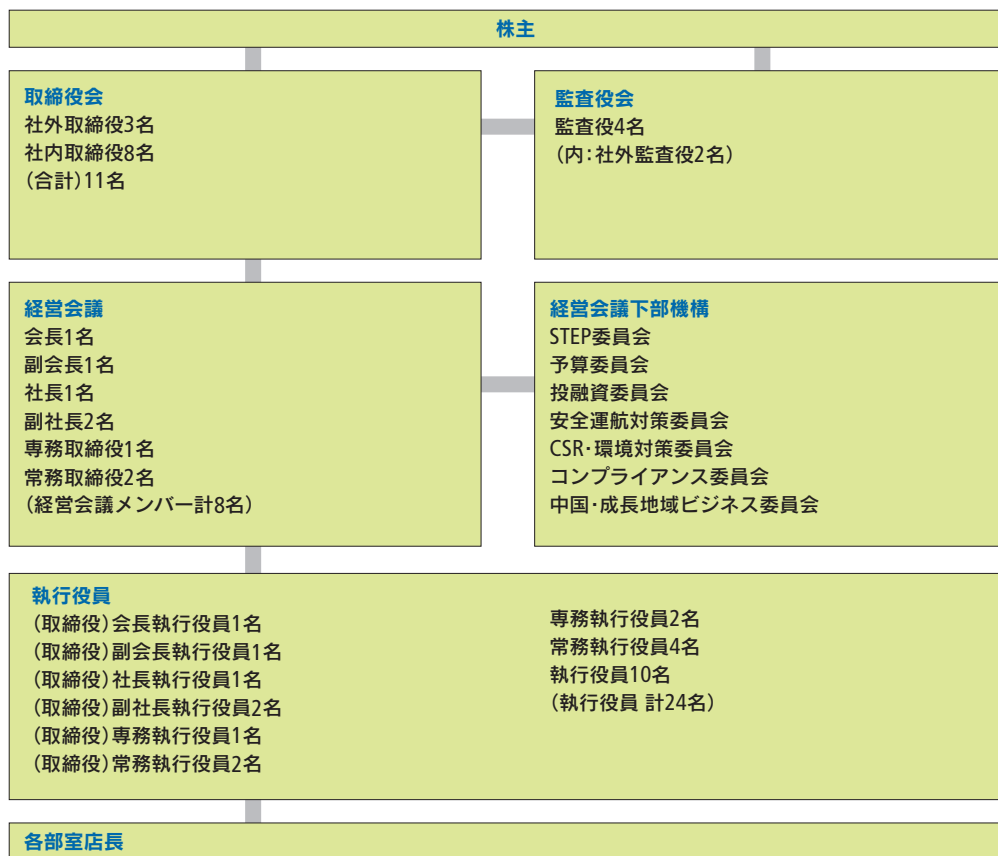 株主
取締役会
社外取締役3名
社内取締役8名
(合計)11名
監査役会
監査役4名
(内:社外監査役2名)
経営会議
会長1名
副会長1名
社長1名
副社長2名
専務取締役1名
常務取締役2名
(経営会議メンバー計8名)
経営会議下部機構
STEP委員会
予算委員会
投融資委員会
安全運航対策委員会
CSR・環境対策委員会
コンプライアンス委員会
中国・成長地域ビジネス委員会
執行役員
(取締役)会長執行役員1名
(取締役)副会長執行役員1名
(取締役)社長執行役員1名
(取締役)副社長執行役員2名
(取締役)専務執行役員1名
(取締役)常務執行役員2名
専務執行役員2名
常務執行役員4名
執行役員10名
(執行役員 計24名)
各部室店長